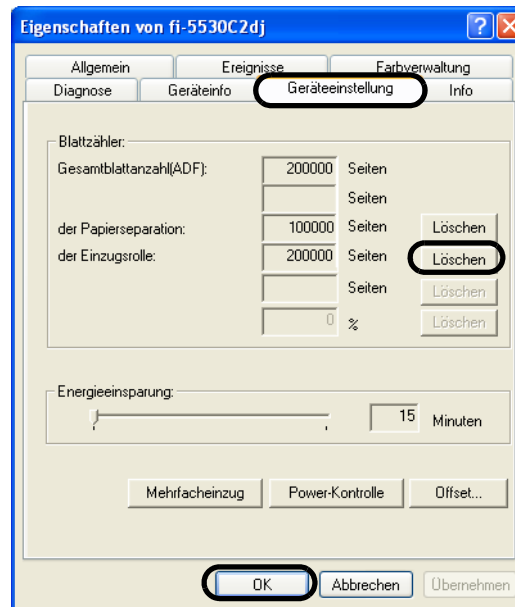 Eigenschaften von fi-5530C2dj
Allgemein Ereignisse Farbverwaltung
Diagnose Geräteinfo Geräteeinstellung Info
Blattzähler:
Gesamtblattanzahl(ADF): 200000 Seiten
Seiten
der Papierseparation: 100000 Seiten Löschen
der Einzugsrolle: 200000 Seiten Löschen
Seiten Löschen
0 % Löschen
Energieeinsparung:
15 Minuten
Mehrfacheinzug Power-Kontrolle Offset...
OK Abbrechen Übernehmen